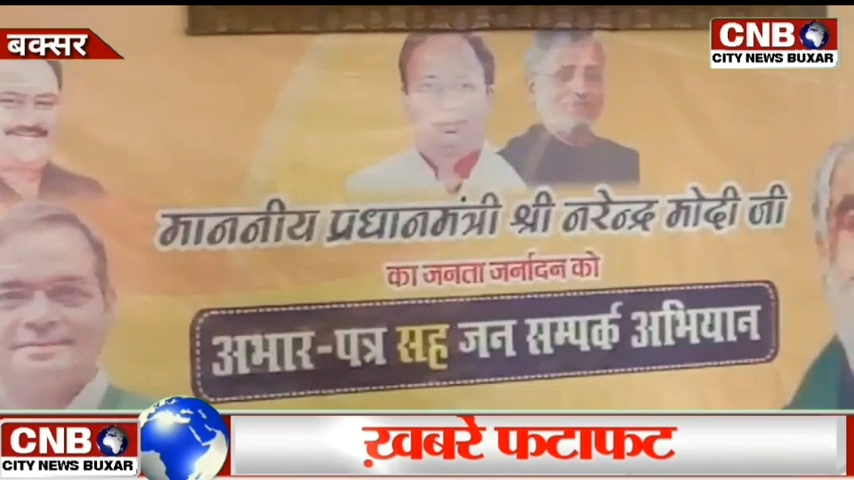 बक्सर
CNB
CITY NEWS BUXAR
माननीय प्रधानमंत्री श्री नरेन्द्र मोदी जी
का जनता जर्नादन को
अभार-पत्र सह जन सम्पर्क अभियान
CNB
CITY NEWS BUXAR
ख़बरे फटाफट